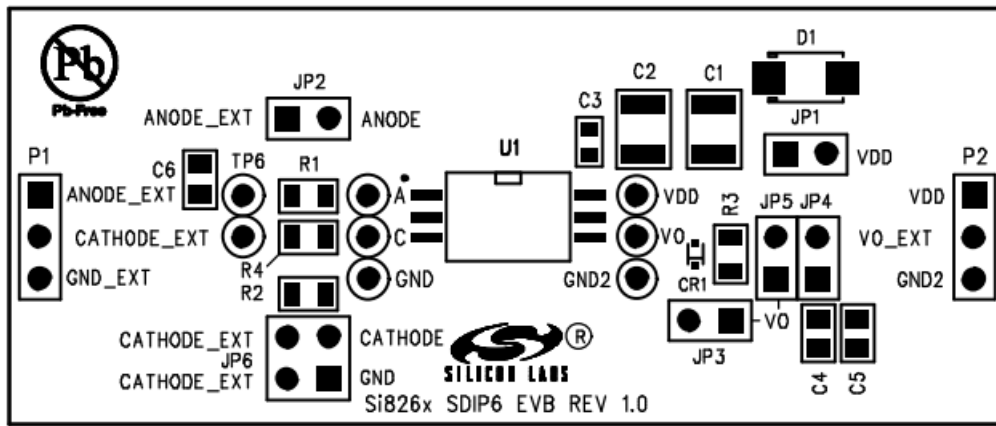 Pb
Pb-Free
D1
C2
C1
JP2
C3
ANODE_EXT
ANODE
JP1
P1
C6
TP6
R1
U1
VDD
P2
ANODE_EXT
A
VDD
R3
JP5
JP4
VDD
CATHODE_EXT
C
VO
VO_EXT
R4
GND_EXT
R2
GND
GND2
CR1
GND2
CATHODE_EXT
CATHODE
®
VO
JP6
JP3
CATHODE_EXT
GND
SILICON LABS
C4
C5
Si826x SDIP6 EVB REV 1.0